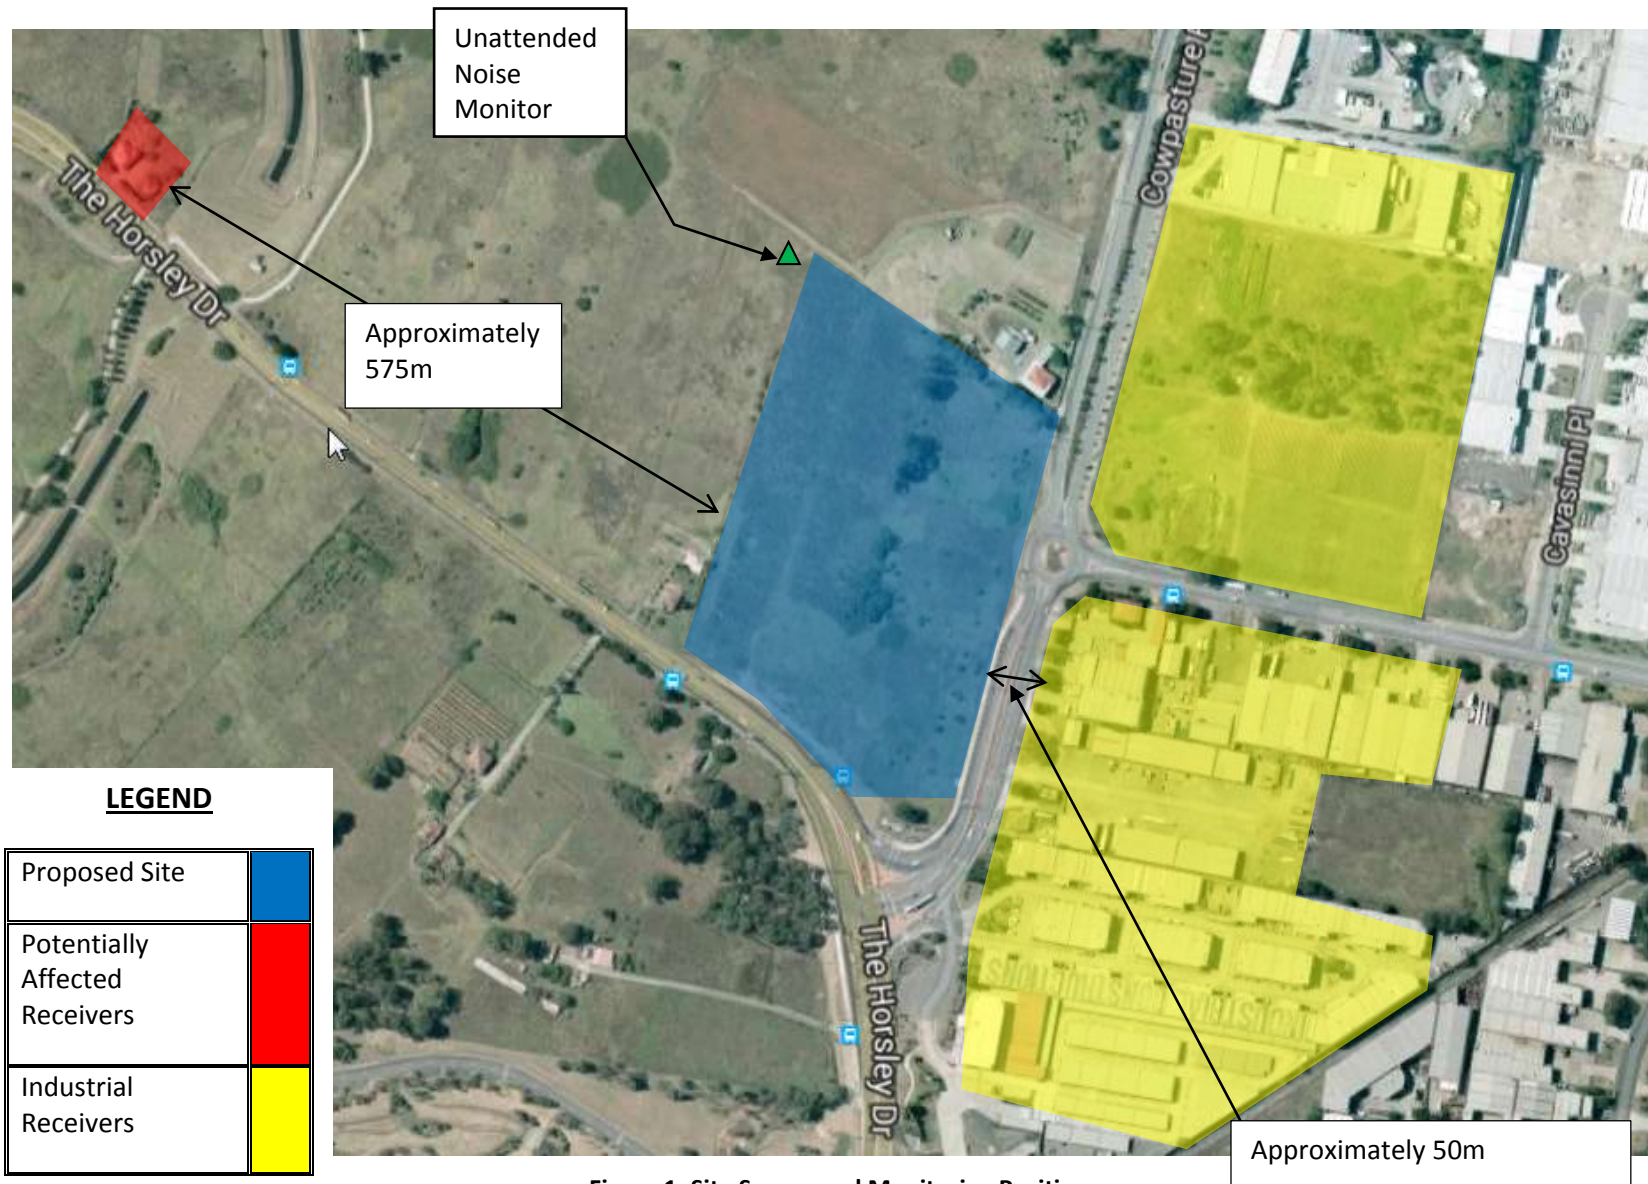 Unattended
Noise
Monitor
Cowpasture
The Horsley Dr
Approximately
575m
Cavasinni Pl
LEGEND
Proposed Site
Potentially
Affected
Receivers
Industrial
Receivers
The Horsley Dr
Approximately 50m